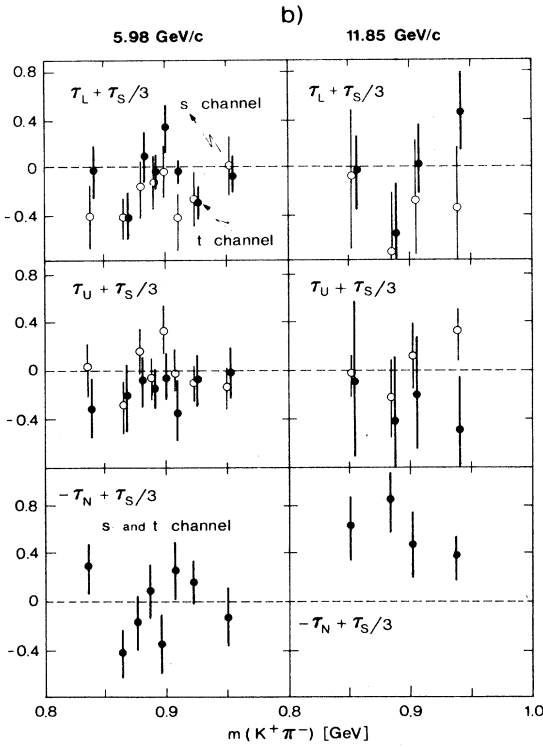 b)
5.98 GeV/c
11.85 GeV/c
0.8
τL + τS/3
s channel
τL + τS/3
0
-0.4
t channel
0.8
τU + τS/3
τU + τS/3
0.4
0
-0.4
0.8
-τN + τS/3
s and t channel
0.4
0
-τN + τS/3
-0.4
0.8
0.9
0.8
0.9
1.0
m (K+π−) [GeV]